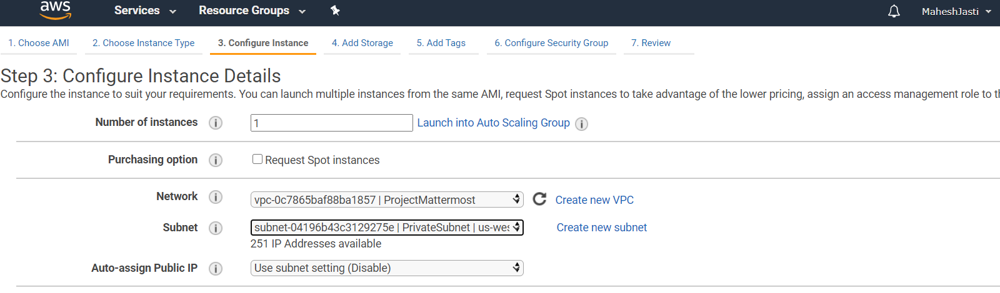 aws Services Resource Groups MaheshJasti
1. Choose AMI 2. Choose Instance Type 3. Configure Instance 4. Add Storage 5. Add Tags 6. Configure Security Group 7. Review
Step 3: Configure Instance Details
Configure the instance to suit your requirements. You can launch multiple instances from the same AMI, request Spot instances to take advantage of the lower pricing, assign an access management role to
Number of instances i 1 Launch into Auto Scaling Group i
Purchasing option i Request Spot instances
Network i vpc-0c7865baf88ba1857 | ProjectMattermost Create new VPC
Subnet i subnet-04196b43c3129275e | PrivateSubnet | us-wes Create new subnet
251 IP Addresses available
Auto-assign Public IP i Use subnet setting (Disable)